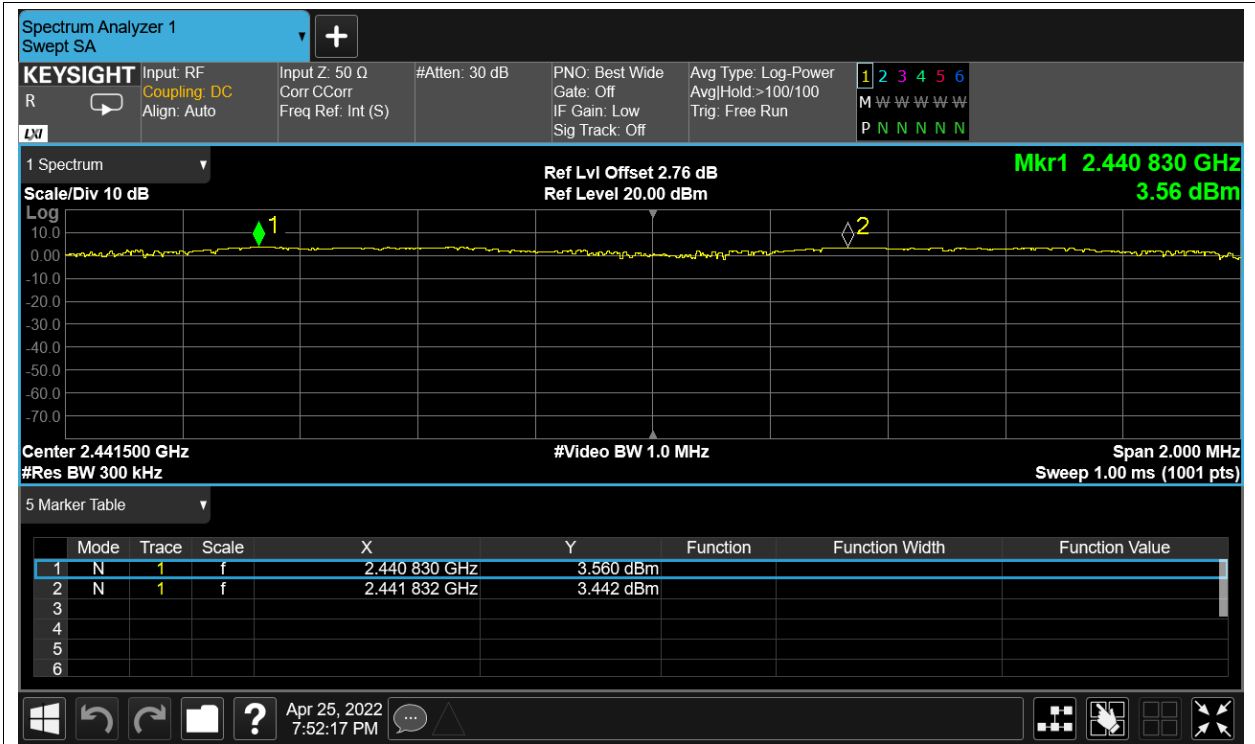 Spectrum Analyzer 1
Swept SA
KEYSIGHT
R
LXI
Input: RF
Coupling: DC
Align: Auto
Input Z: 50 Ω
Corr CCorr
Freq Ref: Int (S)
#Atten: 30 dB
PNO: Best Wide
Gate: Off
IF Gain: Low
Sig Track: Off
Avg Type: Log-Power
Avg|Hold:>100/100
Trig: Free Run
1 2 3 4 5 6
M W W W W W
P N N N N N
1 Spectrum
Scale/Div 10 dB
Ref Lvl Offset 2.76 dB
Ref Level 20.00 dBm
Mkr1 2.440 830 GHz
3.56 dBm
Log
10.0
0.00
-10.0
-20.0
-30.0
-40.0
-50.0
-60.0
-70.0
1
2
Center 2.441500 GHz
#Res BW 300 kHz
#Video BW 1.0 MHz
Span 2.000 MHz
Sweep 1.00 ms (1001 pts)
5 Marker Table
Mode Trace Scale X Y Function Function Width Function Value
1 N 1 f 2.440 830 GHz 3.560 dBm
2 N 1 f 2.441 832 GHz 3.442 dBm
3
4
5
6
?
Apr 25, 2022
7:52:17 PM